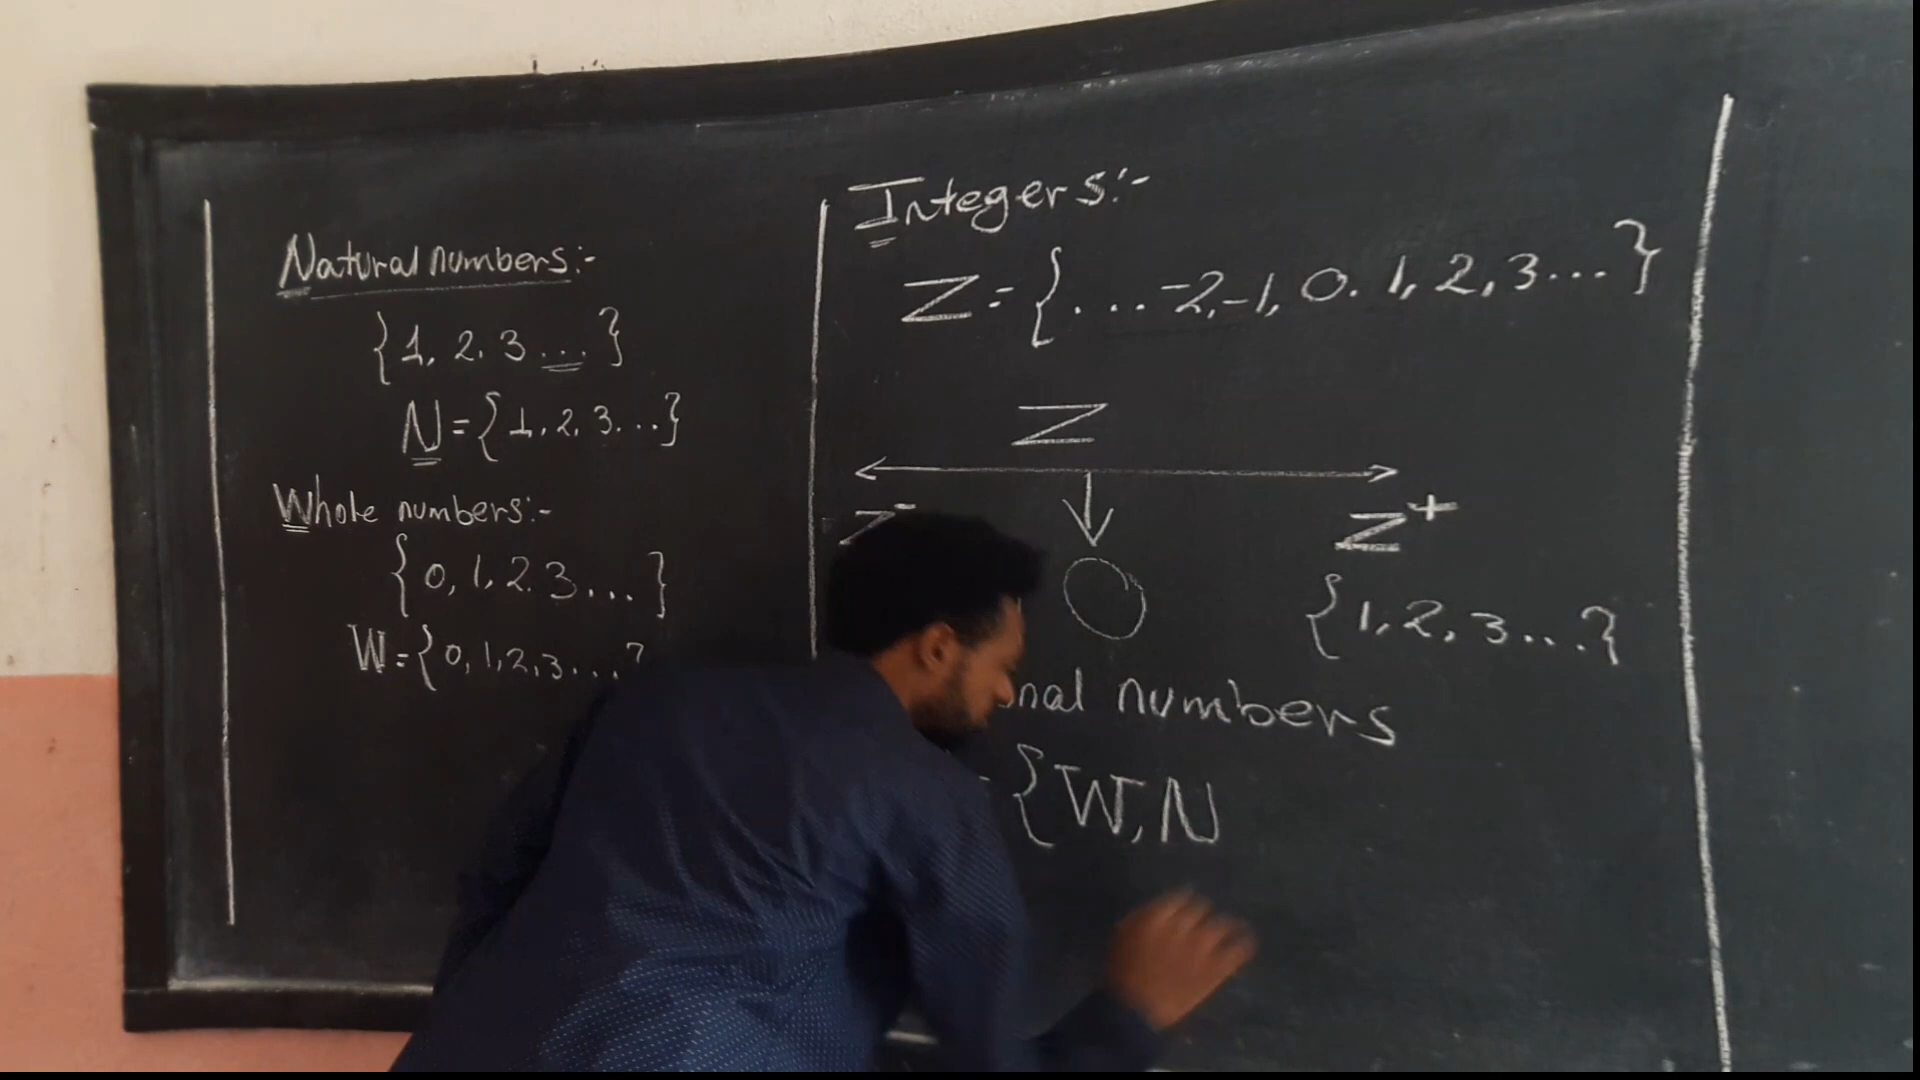 Natural numbers:-
{1, 2, 3 ...}
N={1, 2, 3...}
Whole numbers:-
{0, 1, 2. 3...}
W={0, 1, 2, 3...}
Integers:-
Z={...-2,-1, 0. 1, 2, 3...}
Z
Z⁻ Z⁺
0
{1, 2, 3...}
numbers
{W, N